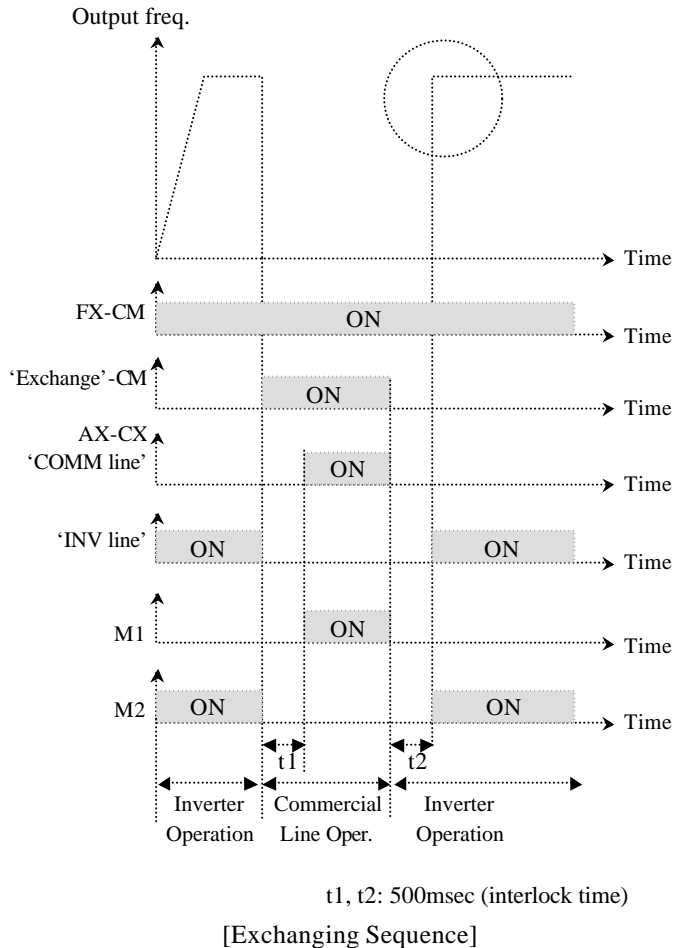 Output freq.
Time
FX-CM
ON
Time
‘Exchange’-CM
ON
Time
AX-CX
‘COMM line’
ON
Time
‘INV line’
ON
ON
Time
M1
ON
Time
M2
ON
ON
Time
t1
t2
Inverter
Operation
Commercial
Line Oper.
Inverter
Operation
t1, t2: 500msec (interlock time)
[Exchanging Sequence]